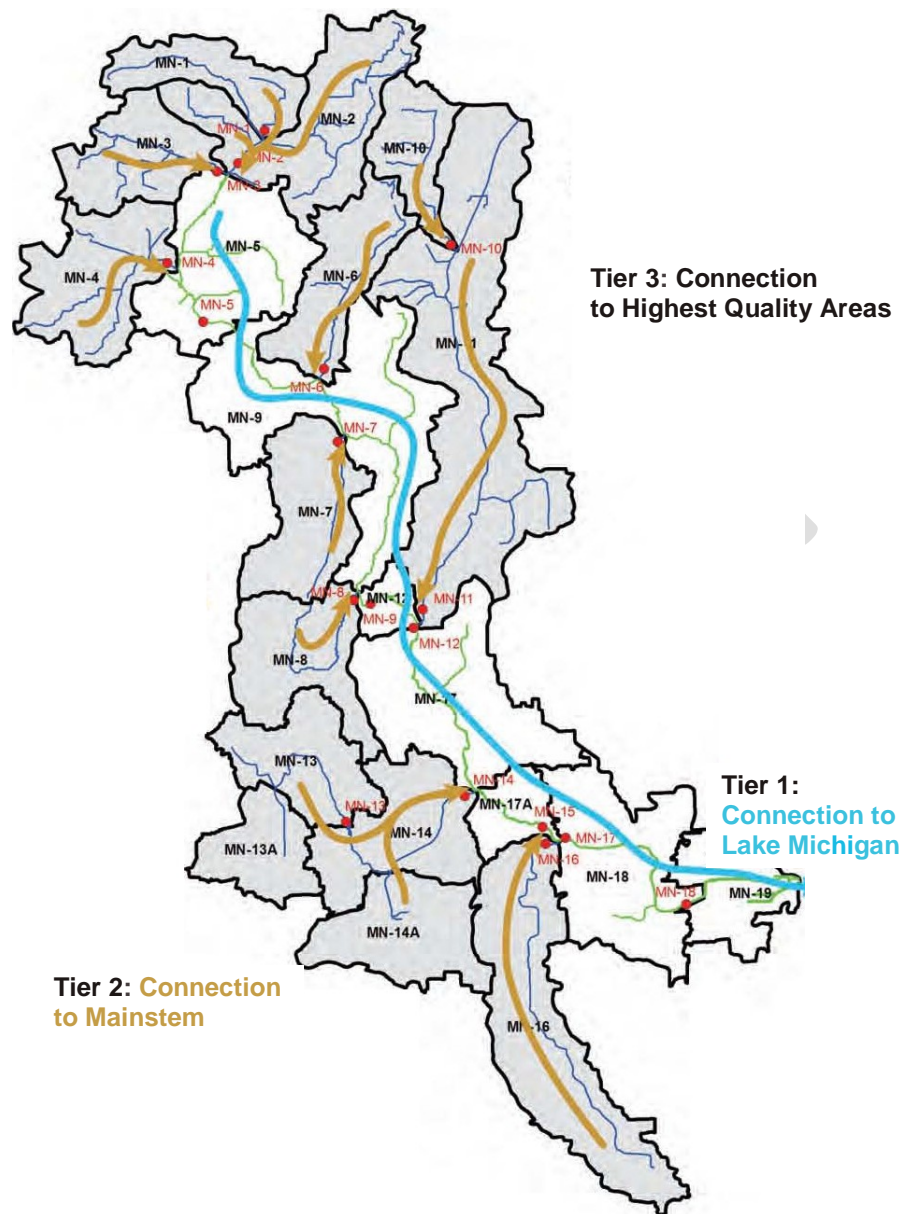 MN-1
MN-2
MN-1
MN-3
MN-2
MN-10
MN-3
MN-5
MN-10
MN-4
MN-4
MN-6
Tier 3: Connection
to Highest Quality Areas
MN-5
MN-6
MN-9
MN-7
MN-7
MN-8
MN-12
MN-11
MN-9
MN-12
MN-8
MN-17
MN-13
MN-14
MN-17A
MN-15
MN-13
MN-14
MN-17
MN-16
Tier 1:
Connection to
Lake Michigan
MN-13A
MN-18
MN-18
MN-19
MN-14A
Tier 2: Connection
to Mainstem
MN-16